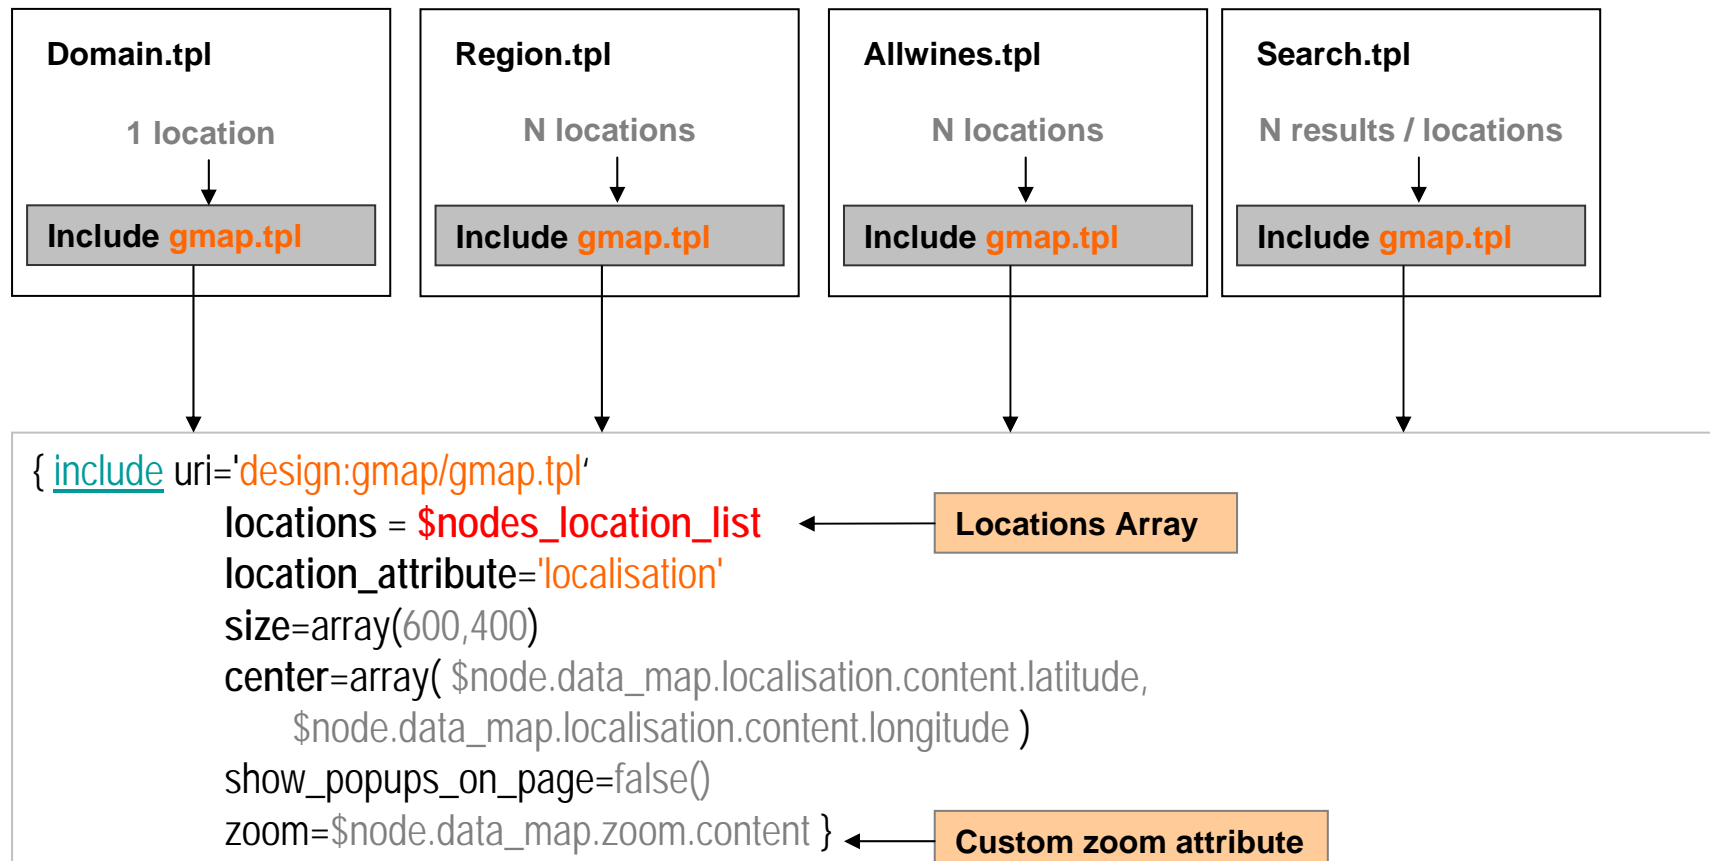 Domain.tpl
1 location
Include gmap.tpl
Region.tpl
N locations
Include gmap.tpl
Allwines.tpl
N locations
Include gmap.tpl
Search.tpl
N results / locations
Include gmap.tpl
{ include uri='design:gmap/gmap.tpl‘
locations = $nodes_location_list
Locations Array
location_attribute='localisation'
size=array(600,400)
center=array( $node.data_map.localisation.content.latitude,
$node.data_map.localisation.content.longitude )
show_popups_on_page=false()
zoom=$node.data_map.zoom.content }
Custom zoom attribute